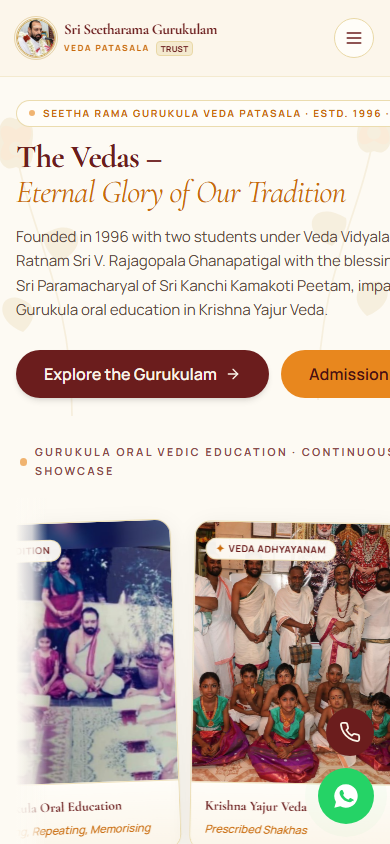 Sri Seetharama Gurukulam
VEDA PATASALA TRUST
SEETHA RAMA GURUKULA VEDA PATASALA · ESTD. 1996 ·
The Vedas –
Eternal Glory of Our Tradition
Founded in 1996 with two students under Veda
Ratnam Sri V. Rajagopala Ghanapatigal with the
Sri Paramacharyal of Sri Kanchi Kamakoti Peetam,
Gurukula oral education in Krishna Yajur Veda.
Explore the Gurukulam →
Admission
GURUKULA ORAL VEDIC EDUCATION · CONTINUOUS
SHOWCASE
VEDA ADHYAYANAM
Oral Education
Repeating, Memorising
Krishna Yajur Veda
Prescribed Shakhas